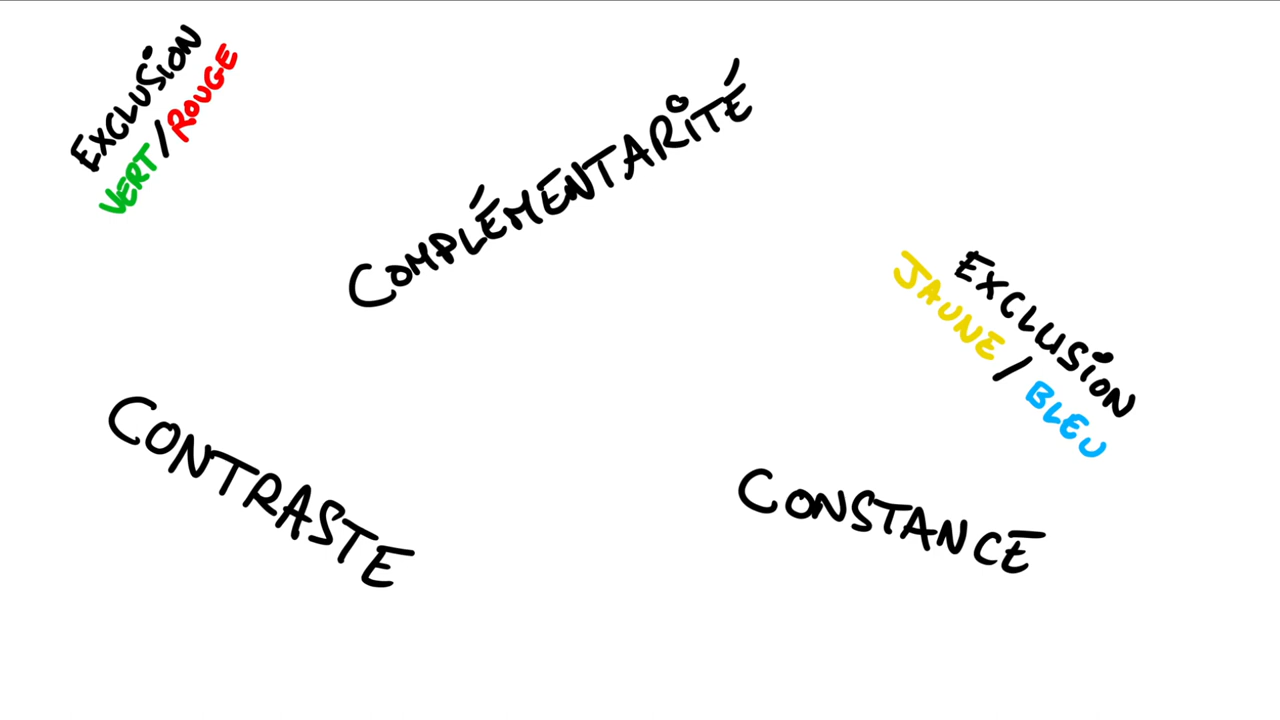 EXCLUSION
VERT/ROUGE
COMPLÉMENTARITÉ
EXCLUSION
JAUNE/BLEU
CONTRASTE
CONSTANCE